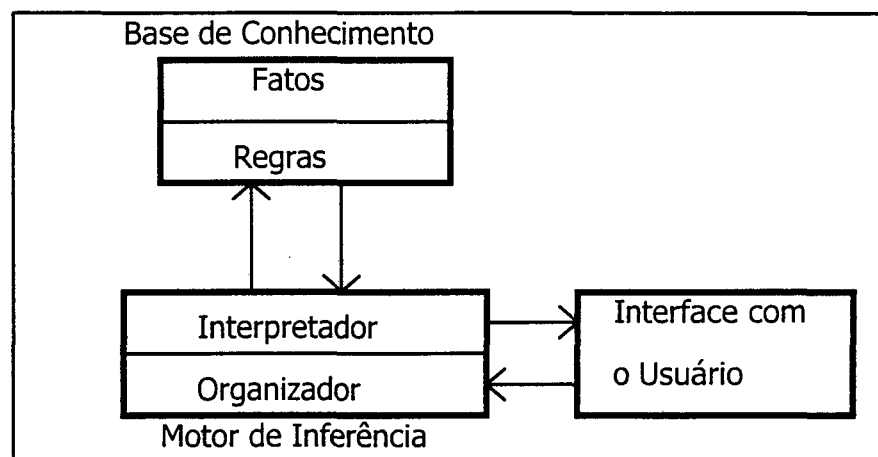 Base de Conhecimento
Fatos
Regras
Interpretador
Organizador
Motor de Inferência
Interface com
o Usuário